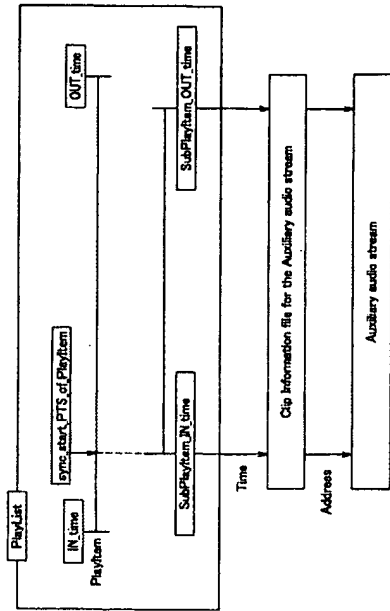 PlayList
IN_time
sync_start_PTS_of_PlayItem
OUT_time
PlayItem
SubPlayItem_IN_time
SubPlayItem_OUT_time
Time
Clip Information file for the Auxiliary audio stream
Address
Auxiliary audio stream